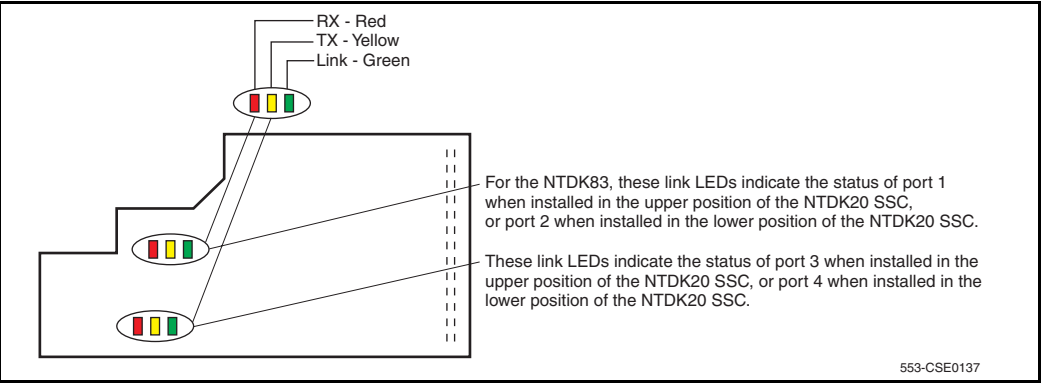 RX - Red
TX - Yellow
Link - Green
For the NTDK83, these link LEDs indicate the status of port 1
when installed in the upper position of the NTDK20 SSC,
or port 2 when installed in the lower position of the NTDK20 SSC.
These link LEDs indicate the status of port 3 when installed in the
upper position of the NTDK20 SSC, or port 4 when installed in the
lower position of the NTDK20 SSC.
553-CSE0137